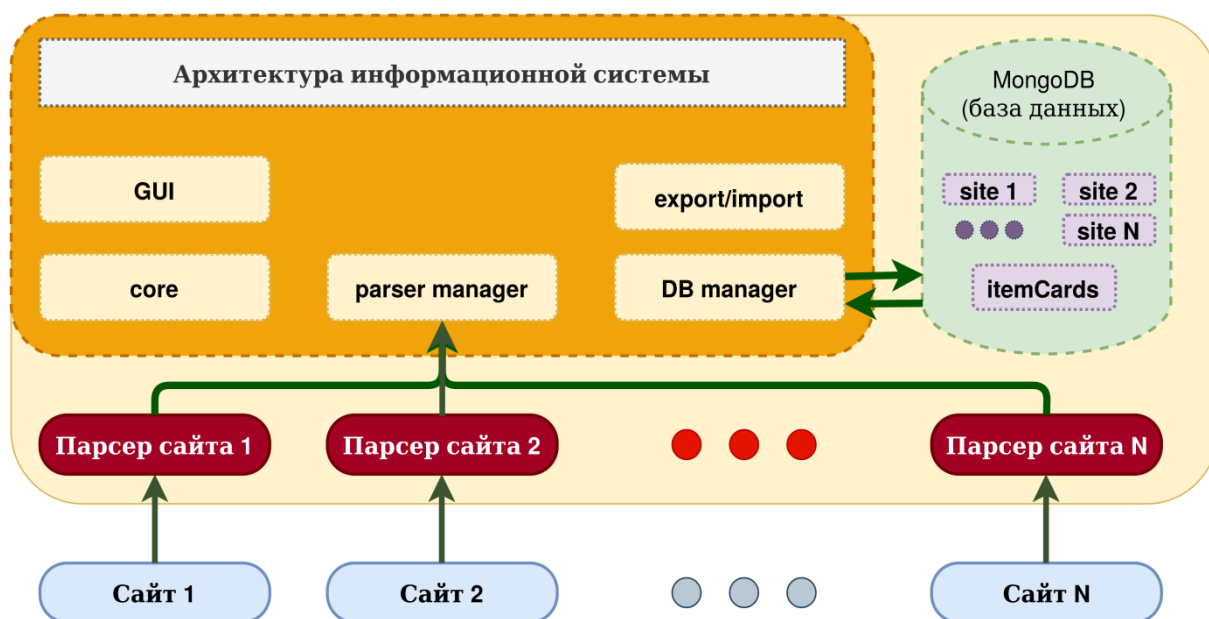 Архитектура информационной системы
MongoDB
(база данных)
GUI
export/import
site 1
site 2
site N
core
parser manager
DB manager
itemCards
Парсер сайта 1
Парсер сайта 2
Парсер сайта N
Сайт 1
Сайт 2
Сайт N